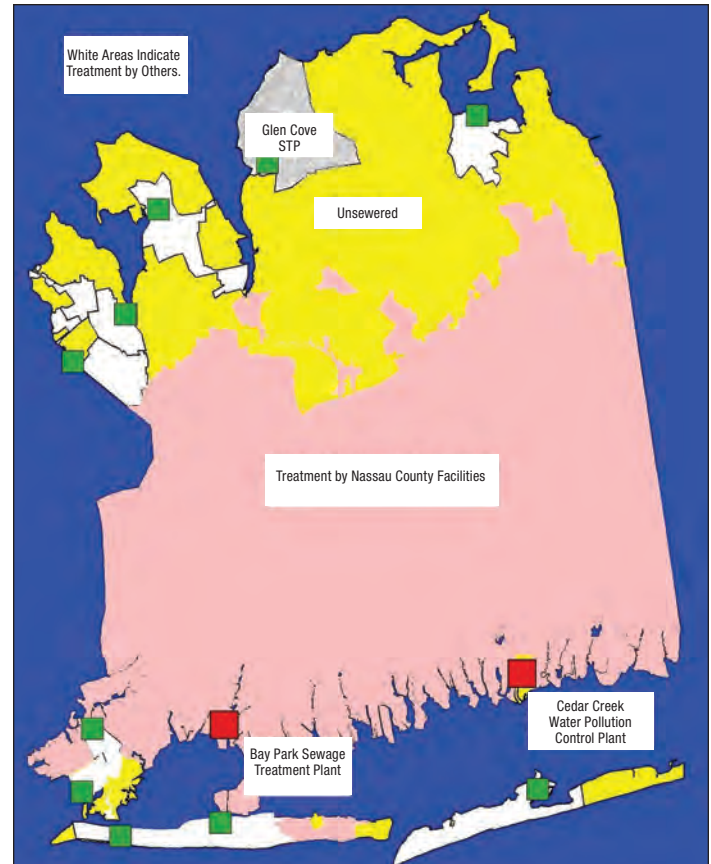 White Areas Indicate
Treatment by Others.
Glen Cove
STP
Unsewered
Treatment by Nassau County Facilities
Cedar Creek
Water Pollution
Control Plant
Bay Park Sewage
Treatment Plant